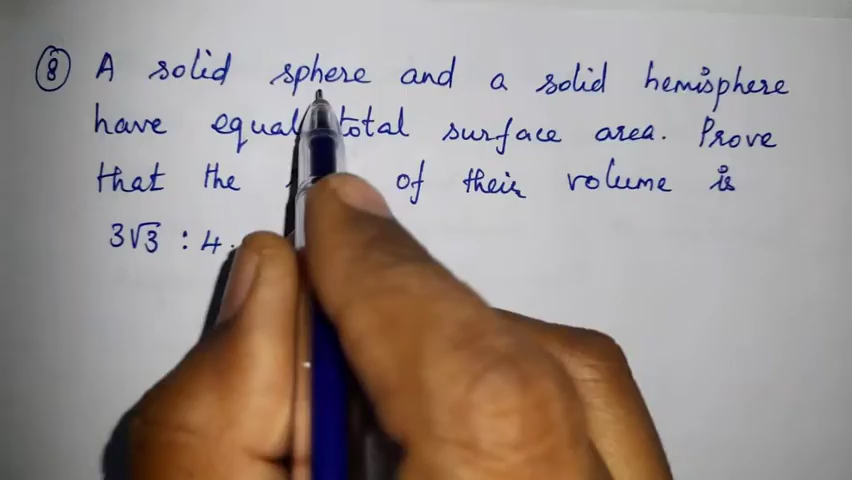 8 A solid sphere and a solid hemisphere
have equal total surface area. Prove
that the of their volume is
3√3 : 4.